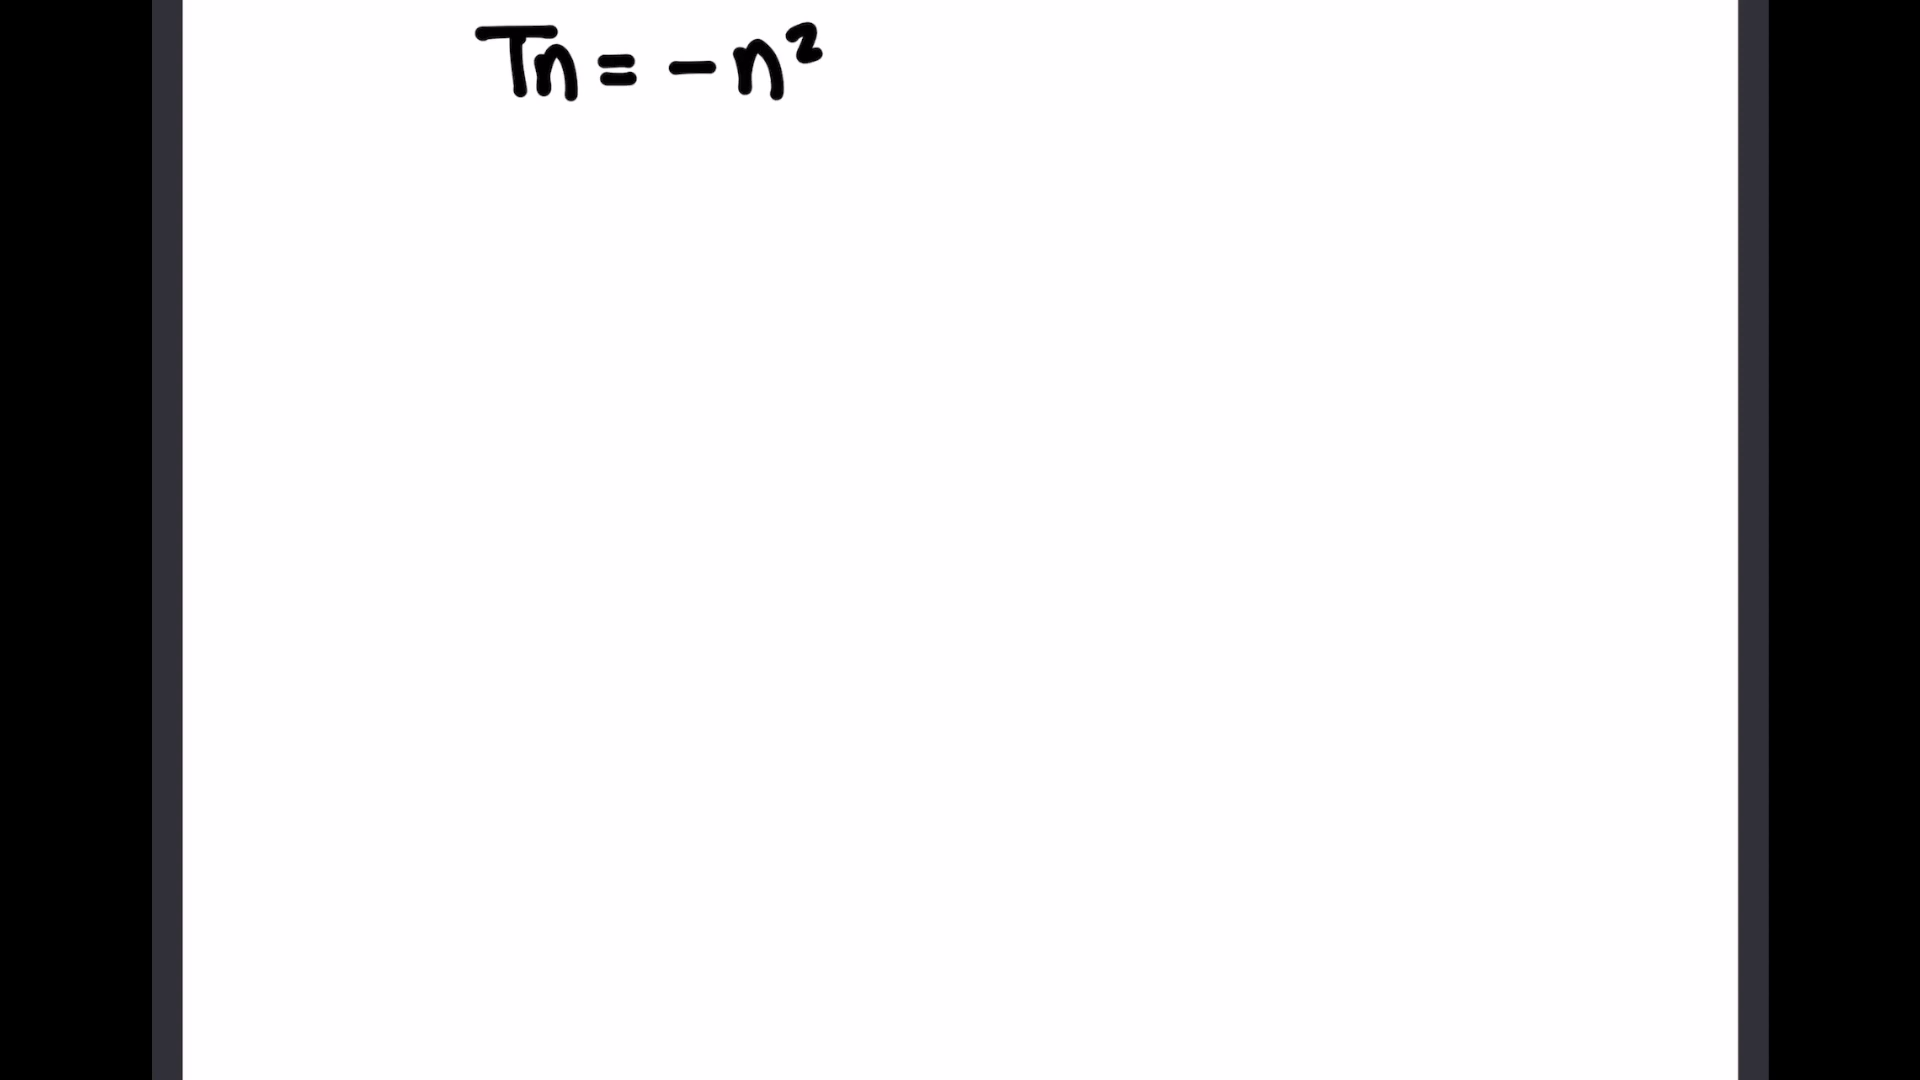 Tn = -n²